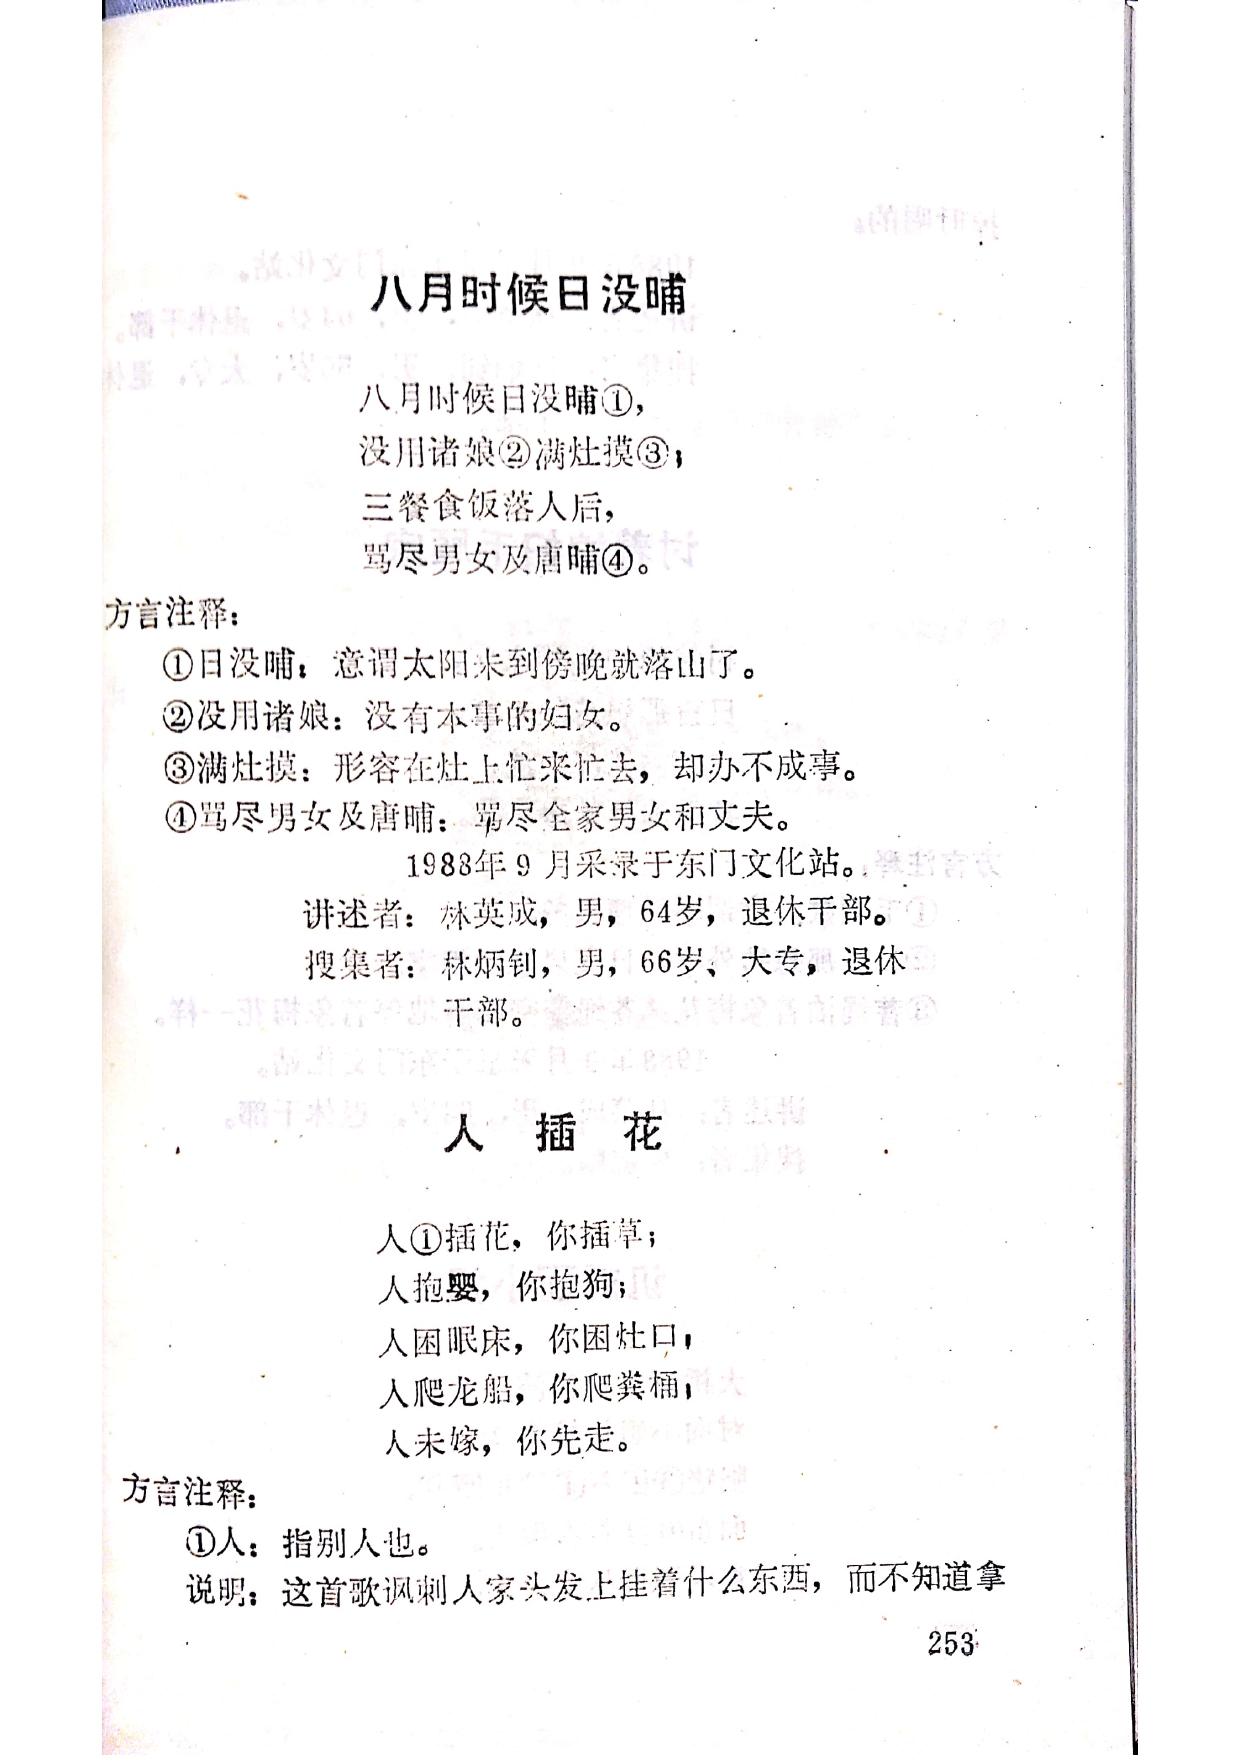 八月时候日没晡
八月时候日没晡①，
没用诸娘②满灶摸③；
三餐食饭落人后，
骂尽男女及唐晡④。
方言注释：
①日没晡：意谓太阳未到傍晚就落山了。
②没用诸娘：没有本事的妇女。
③满灶摸：形容在灶上忙来忙去，却办不成事。
④骂尽男女及唐晡：骂尽全家男女和丈夫。
1988年9月采录于东门文化站。
讲述者：林英成，男，64岁，退休干部。
搜集者：林炳钊，男，66岁、大专，退休
干部。
人插花
人①插花，你插草；
人抱婴，你抱狗；
人困眠床，你困灶口；
人爬龙船，你爬粪桶；
人未嫁，你先走。
方言注释：
①人：指别人也。
说明：这首歌讽刺人家头发上挂着什么东西，而不知道拿
253